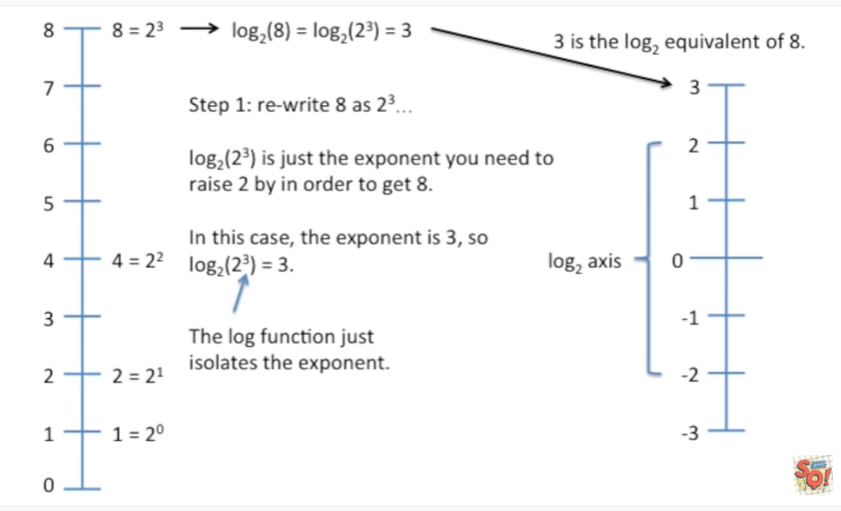 8
8 = 2³ → log₂(8) = log₂(2³) = 3
3 is the log₂ equivalent of 8.
7
Step 1: re-write 8 as 2³...
6
log₂(2³) is just the exponent you need to
raise 2 by in order to get 8.
5
In this case, the exponent is 3, so
4
4 = 2²
log₂(2³) = 3.
3
The log function just
isolates the exponent.
2
2 = 2¹
1
1 = 2⁰
0
log₂ axis
3
2
1
0
-1
-2
-3
SQ!